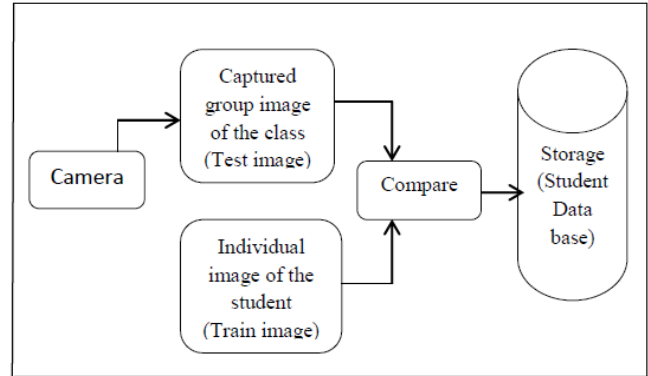 Camera
Captured
group image
of the class
(Test image)
Individual
image of the
student
(Train image)
Compare
Storage
(Student
Data
base)